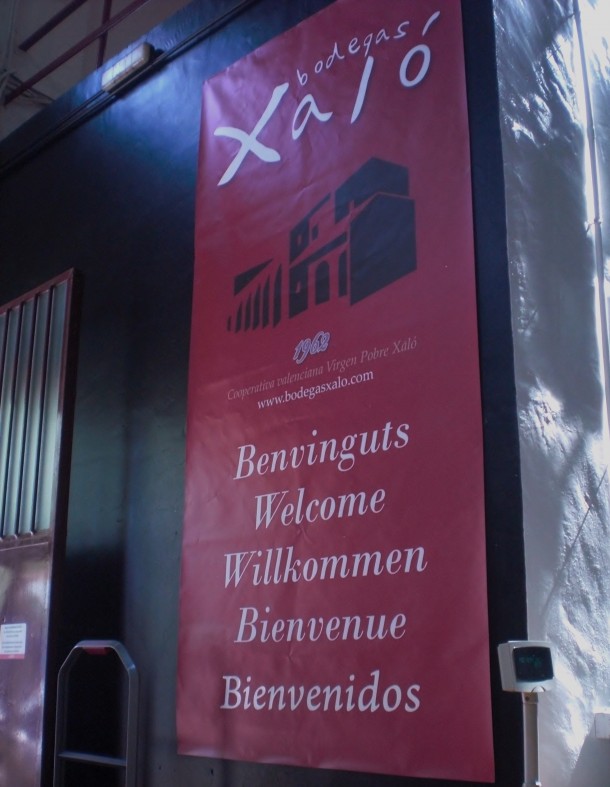 bodegas
Xaló
1962
Cooperativa valenciana Virgen Pobre Xaló
www.bodegasxalo.com
Benvinguts
Welcome
Willkommen
Bienvenue
Bienvenidos